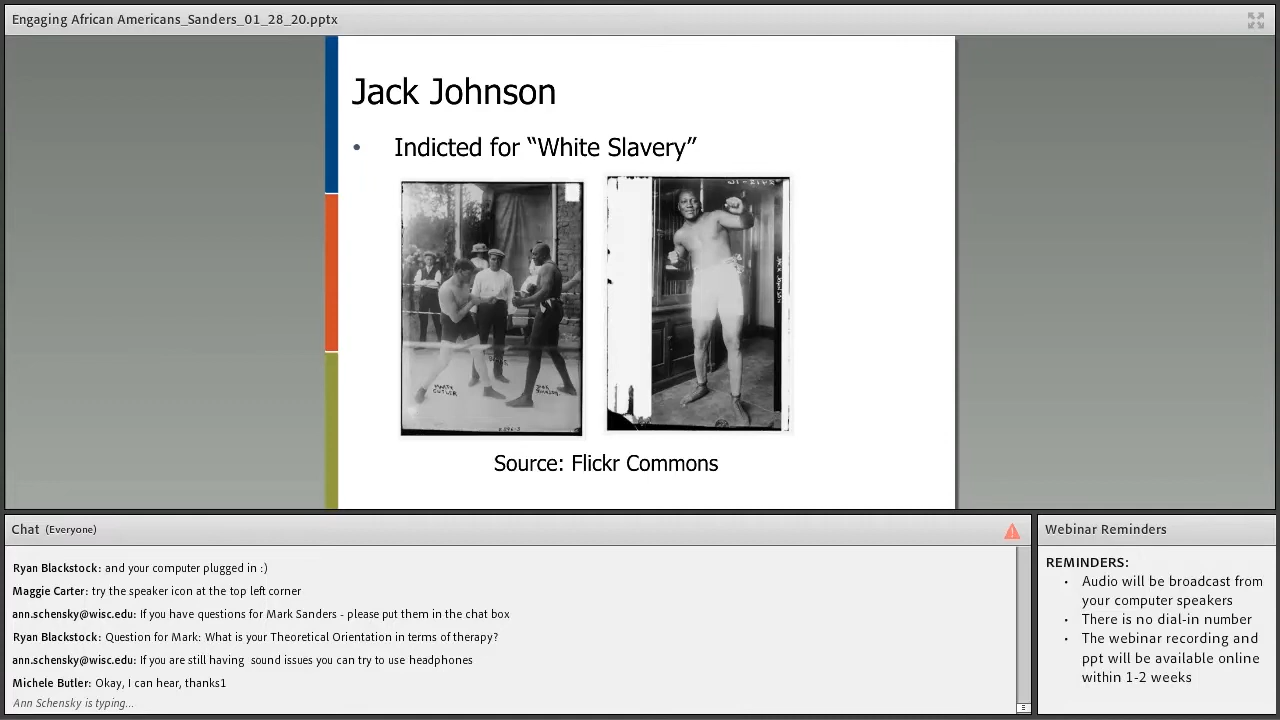 Engaging African Americans_Sanders_01_28_20.pptx
Jack Johnson
• Indicted for “White Slavery”
MARTY
CUTLER
JACK
JOHNSON
JACK JOHNSON
Source: Flickr Commons
Chat (Everyone)
Ryan Blackstock: and your computer plugged in :)
Maggie Carter: try the speaker icon at the top left corner
ann.schensky@wisc.edu: If you have questions for Mark Sanders - please put them in the chat box
Ryan Blackstock: Question for Mark: What is your Theoretical Orientation in terms of therapy?
ann.schensky@wisc.edu: If you are still having sound issues you can try to use headphones
Michele Butler: Okay, I can hear, thanks1
Ann Schensky is typing...
Webinar Reminders
REMINDERS:
• Audio will be broadcast from
your computer speakers
• There is no dial-in number
• The webinar recording and
ppt will be available online
within 1-2 weeks